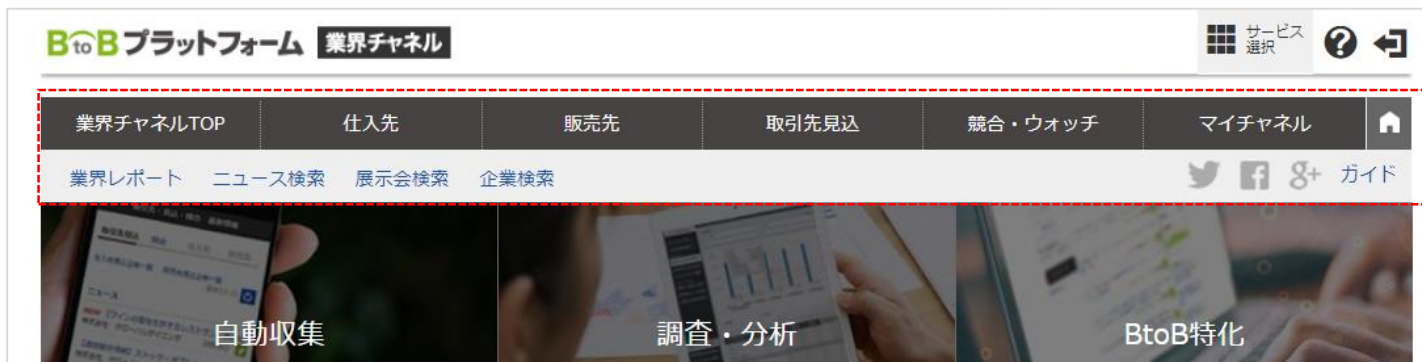 BtoBプラットフォーム 業界チャネル
サービス
選択
業界チャネルTOP 仕入先 販売先 取引先見込 競合・ウォッチ マイチャネル
業界レポート ニュース検索 展示会検索 企業検索 ガイド
ニュース
自動収集 調査・分析 BtoB特化